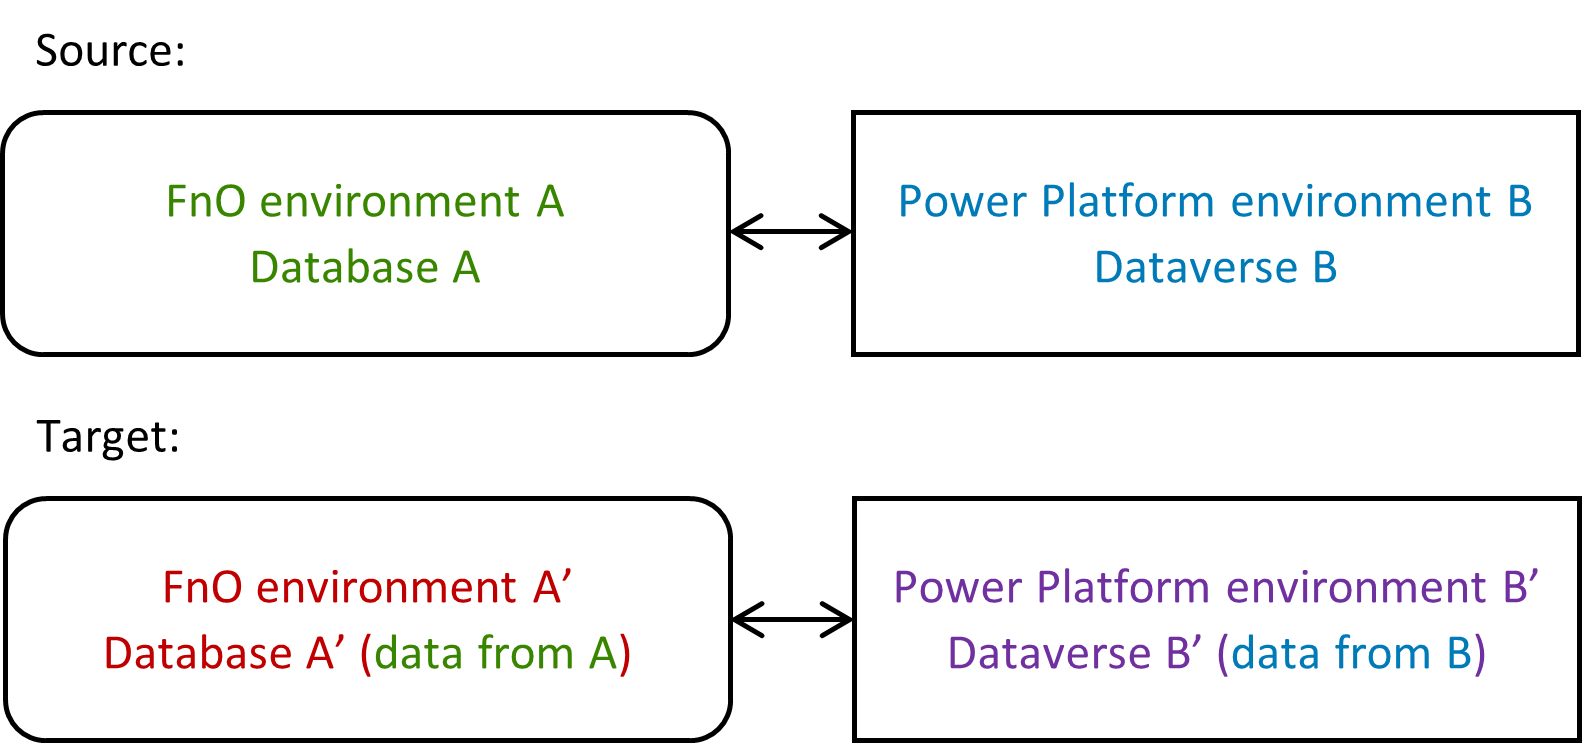 Source:
FnO environment A
Database A
Power Platform environment B
Dataverse B
Target:
FnO environment A’
Database A’ (data from A)
Power Platform environment B’
Dataverse B’ (data from B)